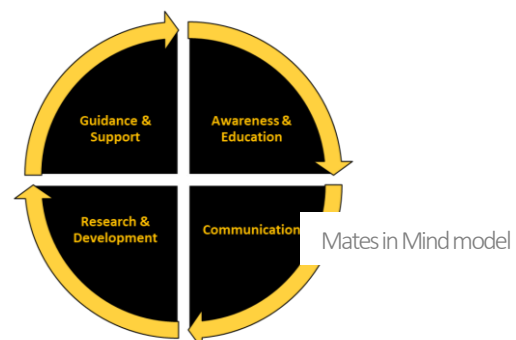 Guidance &
Support
Awareness &
Education
Research &
Development
Communication
Mates in Mind model